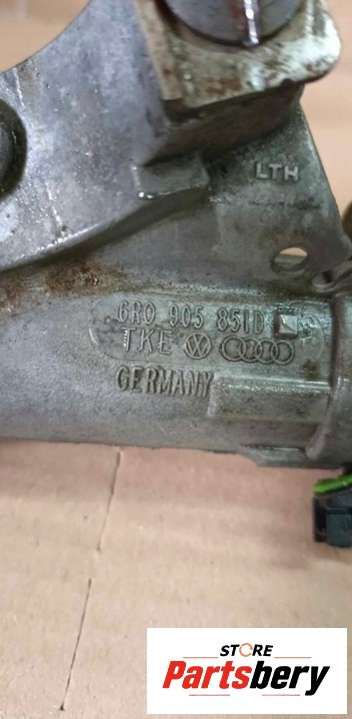 LTH
6R0 905 851D
TKE
GERMANY
STORE
Partsbery